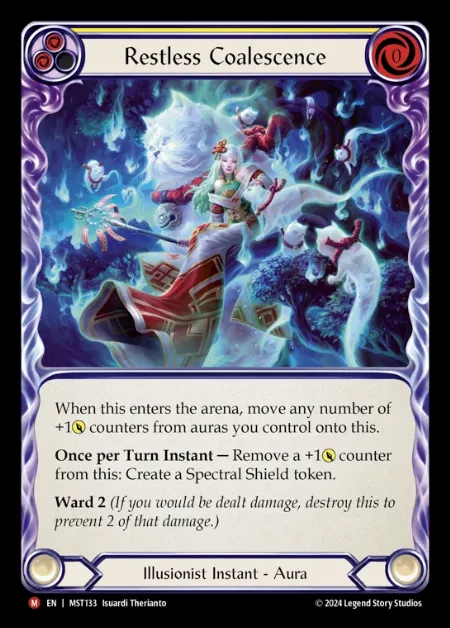 Restless Coalescence
0
When this enters the arena, move any number of
+1 counters from auras you control onto this.
Once per Turn Instant — Remove a +1 counter
from this: Create a Spectral Shield token.
Ward 2 (If you would be dealt damage, destroy this to
prevent 2 of that damage.)
Illusionist Instant - Aura
M EN | MST133 Isuardi Therianto © 2024 Legend Story Studios